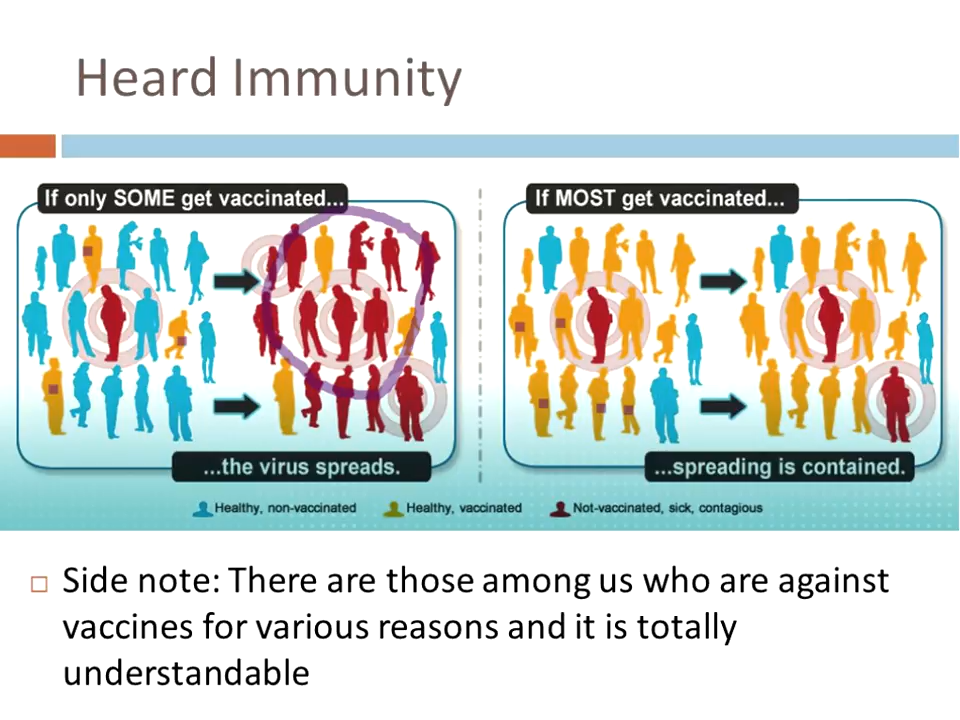 Heard Immunity
If only SOME get vaccinated...
If MOST get vaccinated...
...the virus spreads.
...spreading is contained.
Healthy, non-vaccinated
Healthy, vaccinated
Not-vaccinated, sick, contagious
Side note: There are those among us who are against
vaccines for various reasons and it is totally
understandable